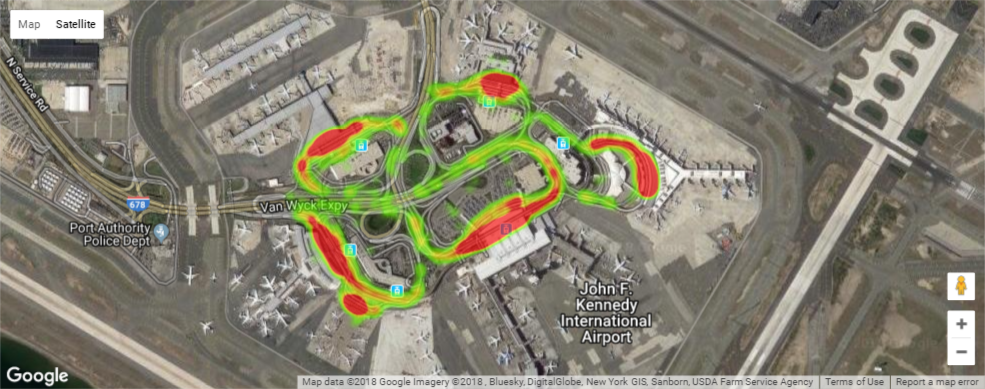 Map Satellite
N Service Rd
678
Van Wyck Expy
Port Authority
Police Dept
John F.
Kennedy
International
Airport
+
−
Google
Map data ©2018 Google Imagery ©2018 , Bluesky, DigitalGlobe, New York GIS, Sanborn, USDA Farm Service Agency Terms of Use Report a map error